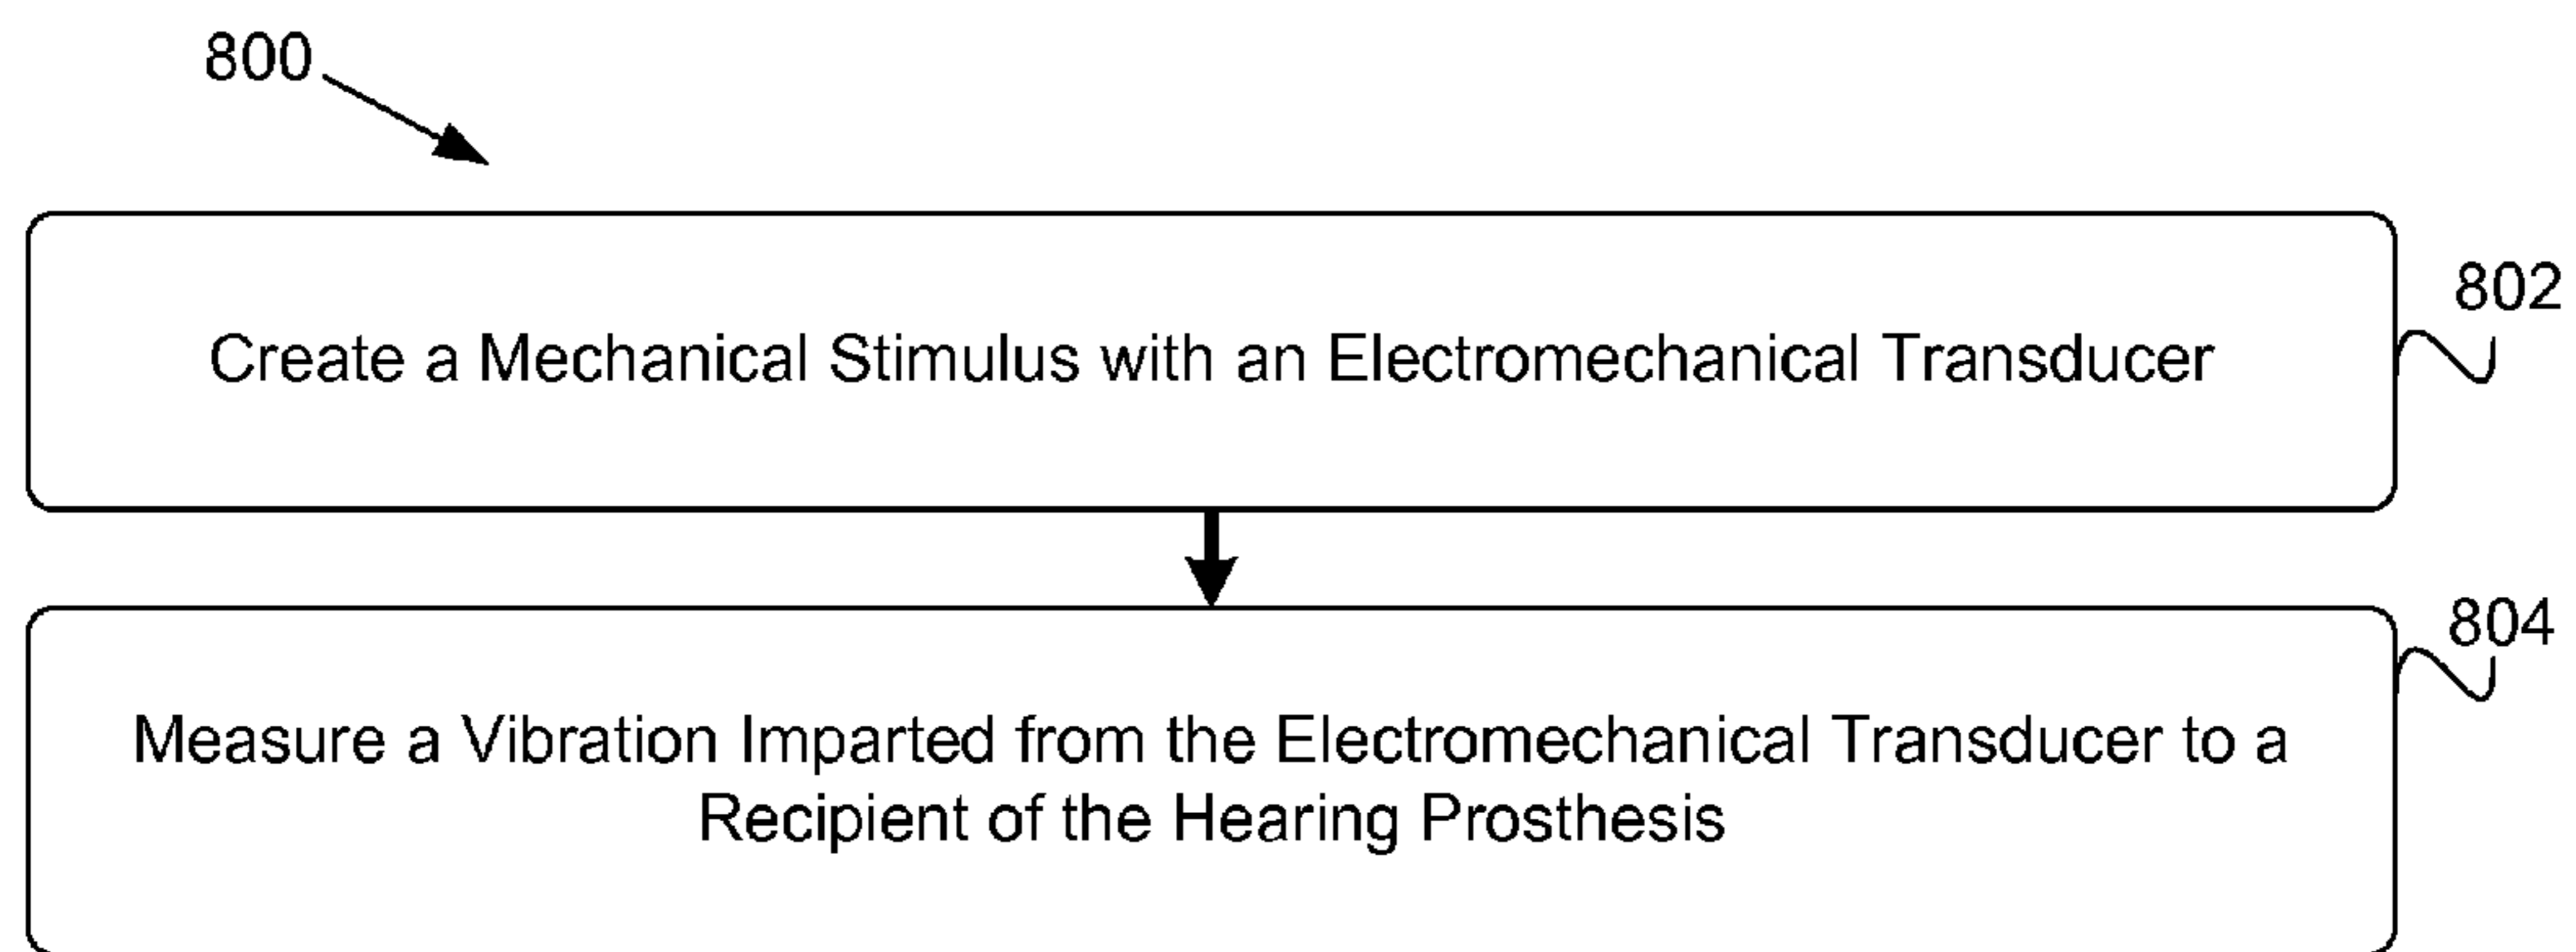 800
802
Create a Mechanical Stimulus with an Electromechanical Transducer
804
Measure a Vibration Imparted from the Electromechanical Transducer to a
Recipient of the Hearing Prosthesis